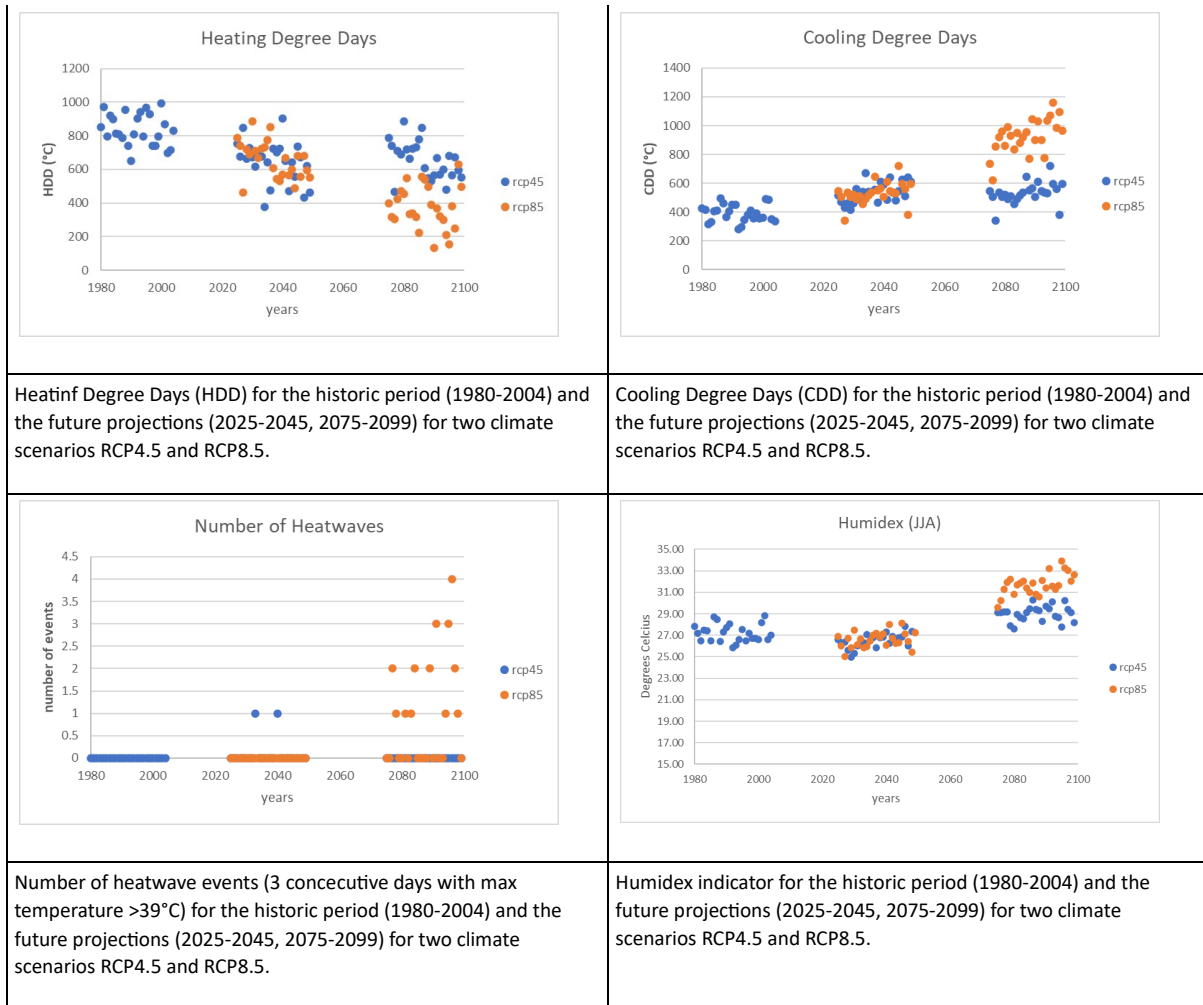 Heating Degree Days
1200
1000
800
600
400
200
0
HDD (°C)
1980 2000 2020 2040 2060 2080 2100
years
rcp45
rcp85
Cooling Degree Days
1400
1200
1000
800
600
400
200
0
CDD (°C)
1980 2000 2020 2040 2060 2080 2100
years
rcp45
rcp85
Heatinf Degree Days (HDD) for the historic period (1980-2004) and
the future projections (2025-2045, 2075-2099) for two climate
scenarios RCP4.5 and RCP8.5.
Cooling Degree Days (CDD) for the historic period (1980-2004) and
the future projections (2025-2045, 2075-2099) for two climate
scenarios RCP4.5 and RCP8.5.
Number of Heatwaves
4.5
4
3.5
3
2.5
2
1.5
1
0.5
0
number of events
1980 2000 2020 2040 2060 2080 2100
years
rcp45
rcp85
Humidex (JJA)
35.00
33.00
31.00
29.00
27.00
25.00
23.00
21.00
19.00
17.00
15.00
Degrees Celcius
1980 2000 2020 2040 2060 2080 2100
years
rcp45
rcp85
Number of heatwave events (3 concecutive days with max
temperature >39°C) for the historic period (1980-2004) and the
future projections (2025-2045, 2075-2099) for two climate
scenarios RCP4.5 and RCP8.5.
Humidex indicator for the historic period (1980-2004) and the
future projections (2025-2045, 2075-2099) for two climate
scenarios RCP4.5 and RCP8.5.